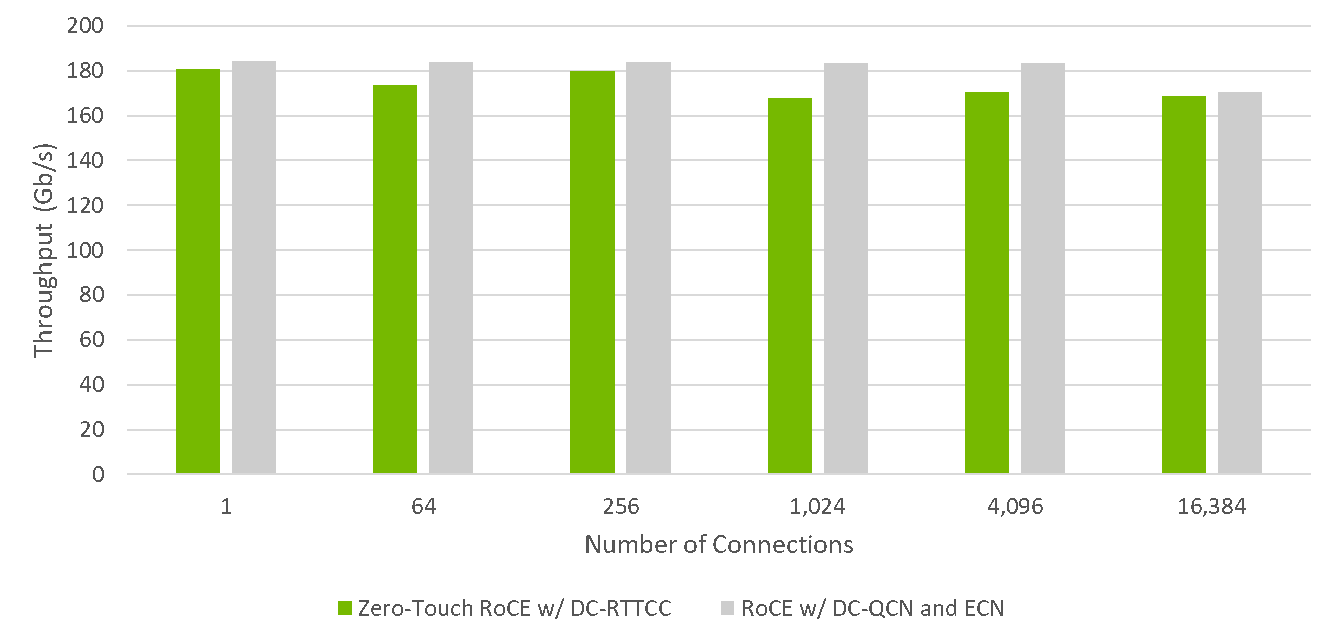 Throughput (Gb/s)
200
180
160
140
120
100
80
60
40
20
0
1 64 256 1,024 4,096 16,384
Number of Connections
Zero-Touch RoCE w/ DC-RTTCC RoCE w/ DC-QCN and ECN